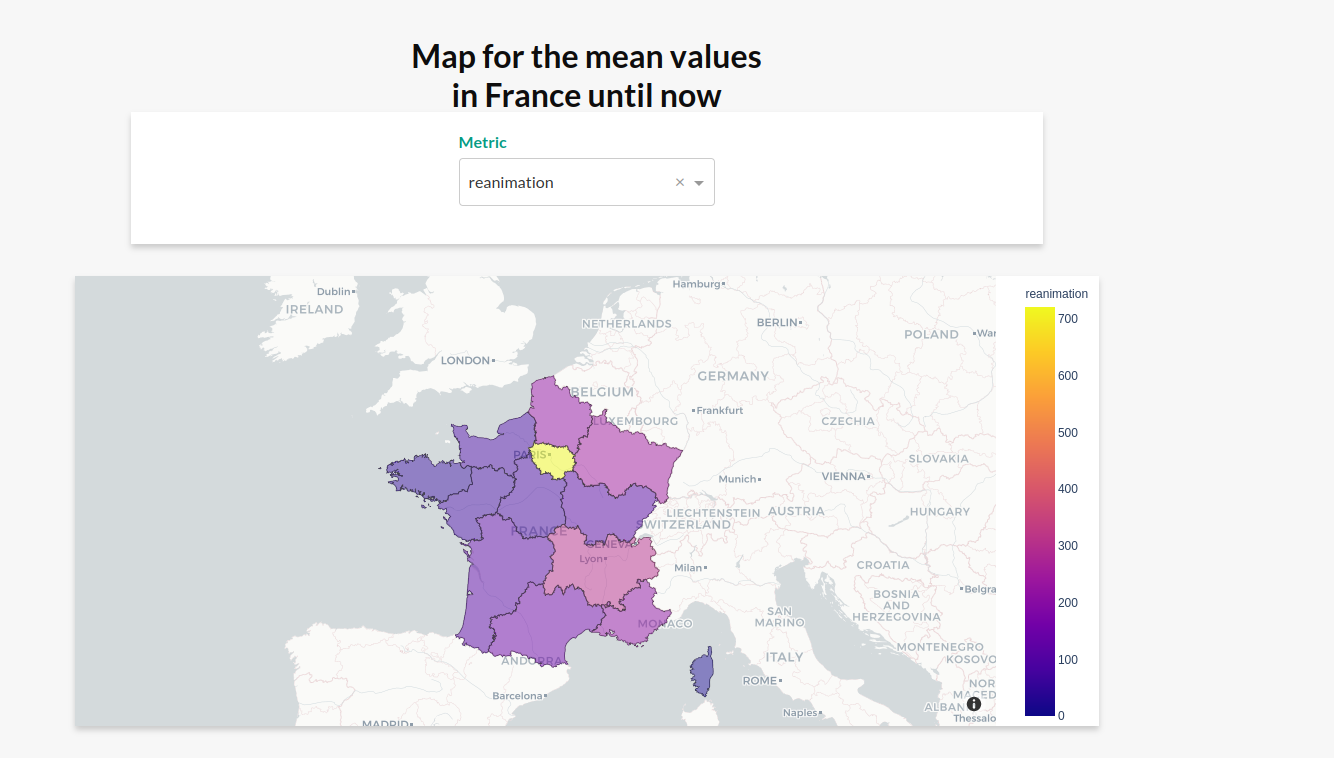 Map for the mean values
in France until now
Metric
reanimation
×
reanimation
700
600
500
400
300
200
100
0
Dublin
IRELAND
Hamburg
NETHERLANDS
BERLIN
POLAND
War
LONDON
GERMANY
BELGIUM
Frankfurt
LUXEMBOURG
CZECHIA
PARIS
SLOVAKIA
Munich
VIENNA
LIECHTENSTEIN
AUSTRIA
HUNGARY
SWITZERLAND
FRANCE
GENEVA
Lyon
Milan
CROATIA
Belgra
BOSNIA
AND
HERZEGOVINA
SAN
MARINO
MONACO
MONTENEGRO
KOSOVO
ITALY
ANDORRA
ROME
NOR
MACED
Barcelona
ALBAN
Naples
Thessalo
MADRID